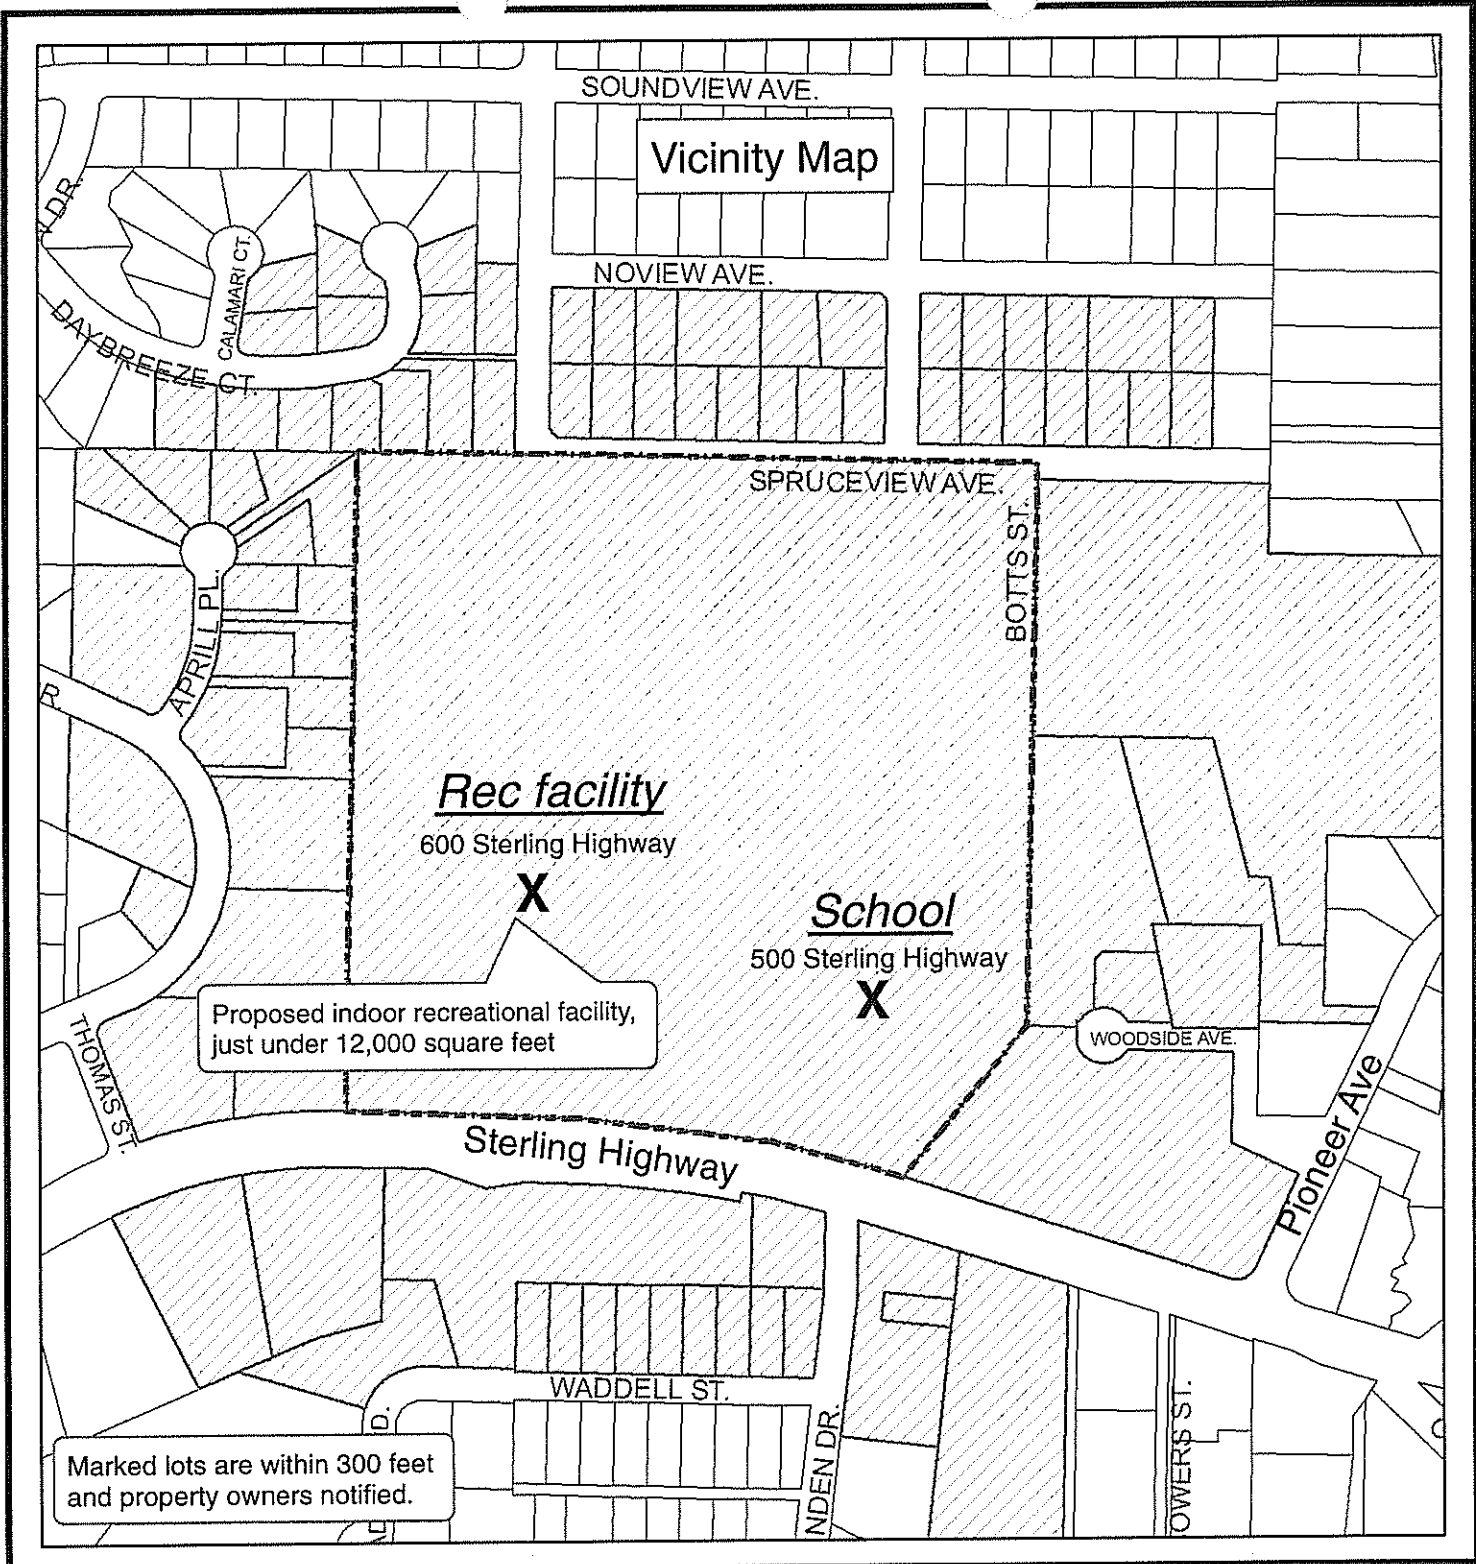 SOUNDVIEW AVE.
Vicinity Map
DR.
CALAMARI CT.
NOVIEW AVE.
DAYBREEZE CT.
SPRUCEVIEW AVE.
BOTTS ST.
APRILL PL.
R.
Rec facility
600 Sterling Highway
X
School
500 Sterling Highway
X
Proposed indoor recreational facility,
just under 12,000 square feet
THOMAS ST.
WOODSIDE AVE.
Pioneer Ave
Sterling Highway
WADDELL ST.
D.
NDEN DR.
OWERS ST.
Marked lots are within 300 feet
and property owners notified.